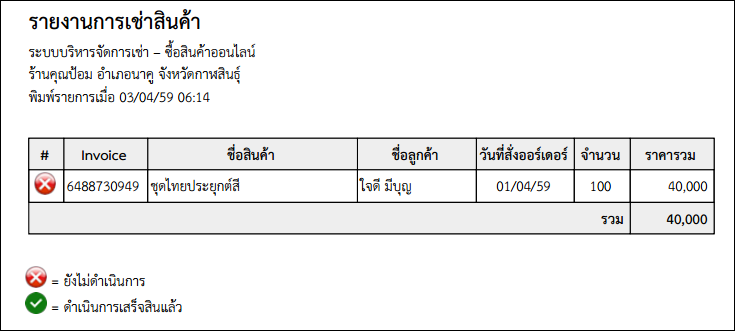 รายงานการเช่าสินค้า
ระบบบริหารจัดการเช่า – ซื้อสินค้าออนไลน์
ร้านคุณป้อม อำเภอนาคู จังหวัดกาฬสินธุ์
พิมพ์รายการเมื่อ 03/04/59 06:14
# Invoice ชื่อสินค้า ชื่อลูกค้า วันที่สั่งออร์เดอร์ จำนวน ราคารวม
6488730949 ชุดไทยประยุกต์สี ใจดี มีบุญ 01/04/59 100 40,000
รวม 40,000
= ยังไม่ดำเนินการ
= ดำเนินการเสร็จสินแล้ว